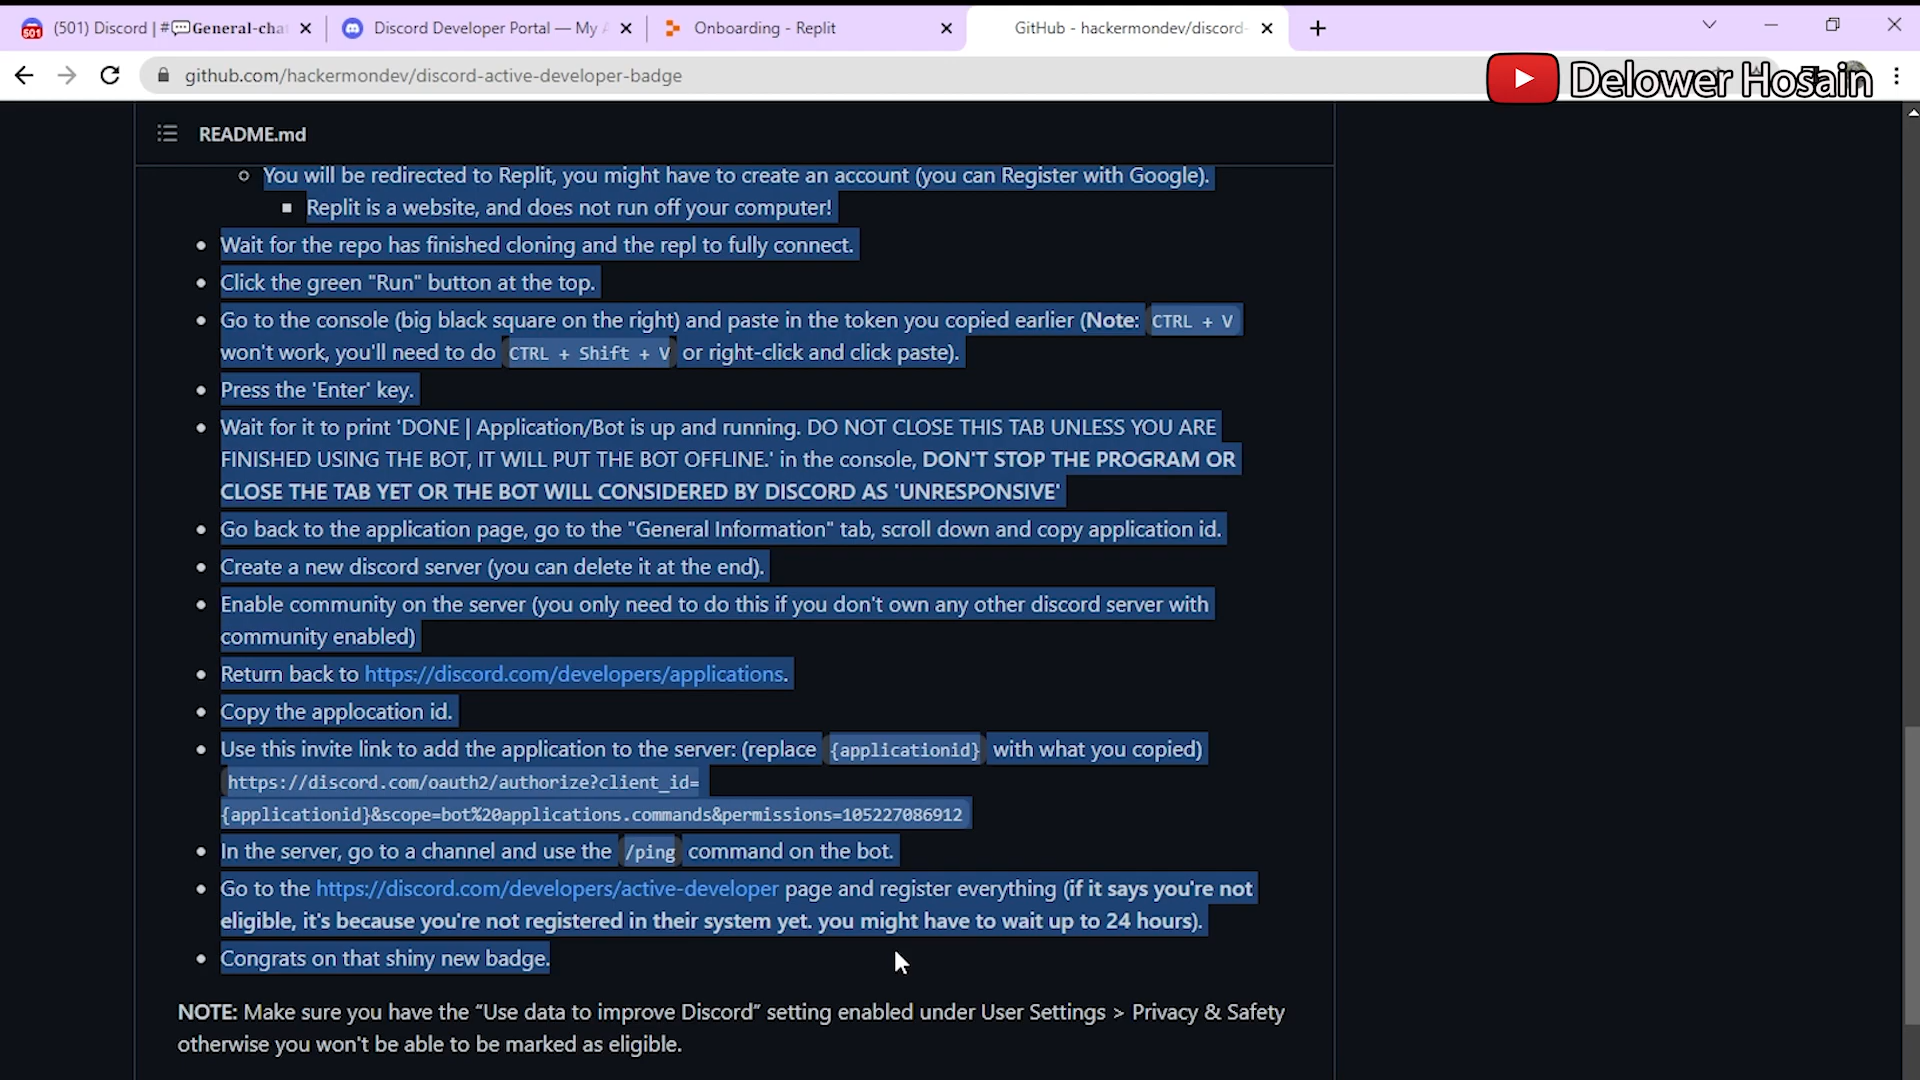 501
(501) Discord | #💬General-cha
Discord Developer Portal — My A
Onboarding - Replit
GitHub - hackermondev/discord-
github.com/hackermondev/discord-active-developer-badge
Delower Hosain
README.md
You will be redirected to Replit, you might have to create an account (you can Register with Google).
Replit is a website, and does not run off your computer!
Wait for the repo has finished cloning and the repl to fully connect.
Click the green "Run" button at the top.
Go to the console (big black square on the right) and paste in the token you copied earlier (Note: CTRL + V
won't work, you'll need to do CTRL + Shift + V or right-click and click paste).
Press the 'Enter' key.
Wait for it to print 'DONE | Application/Bot is up and running. DO NOT CLOSE THIS TAB UNLESS YOU ARE
FINISHED USING THE BOT, IT WILL PUT THE BOT OFFLINE.' in the console, DON'T STOP THE PROGRAM OR
CLOSE THE TAB YET OR THE BOT WILL CONSIDERED BY DISCORD AS 'UNRESPONSIVE'
Go back to the application page, go to the "General Information" tab, scroll down and copy application id.
Create a new discord server (you can delete it at the end).
Enable community on the server (you only need to do this if you don't own any other discord server with
community enabled)
Return back to https://discord.com/developers/applications.
Copy the applocation id.
Use this invite link to add the application to the server: (replace {applicationid} with what you copied)
https://discord.com/oauth2/authorize?client_id=
{applicationid}&scope=bot%20applications.commands&permissions=105227086912
In the server, go to a channel and use the /ping command on the bot.
Go to the https://discord.com/developers/active-developer page and register everything (if it says you're not
eligible, it's because you're not registered in their system yet. you might have to wait up to 24 hours).
Congrats on that shiny new badge.
NOTE: Make sure you have the “Use data to improve Discord” setting enabled under User Settings > Privacy & Safety
otherwise you won't be able to be marked as eligible.